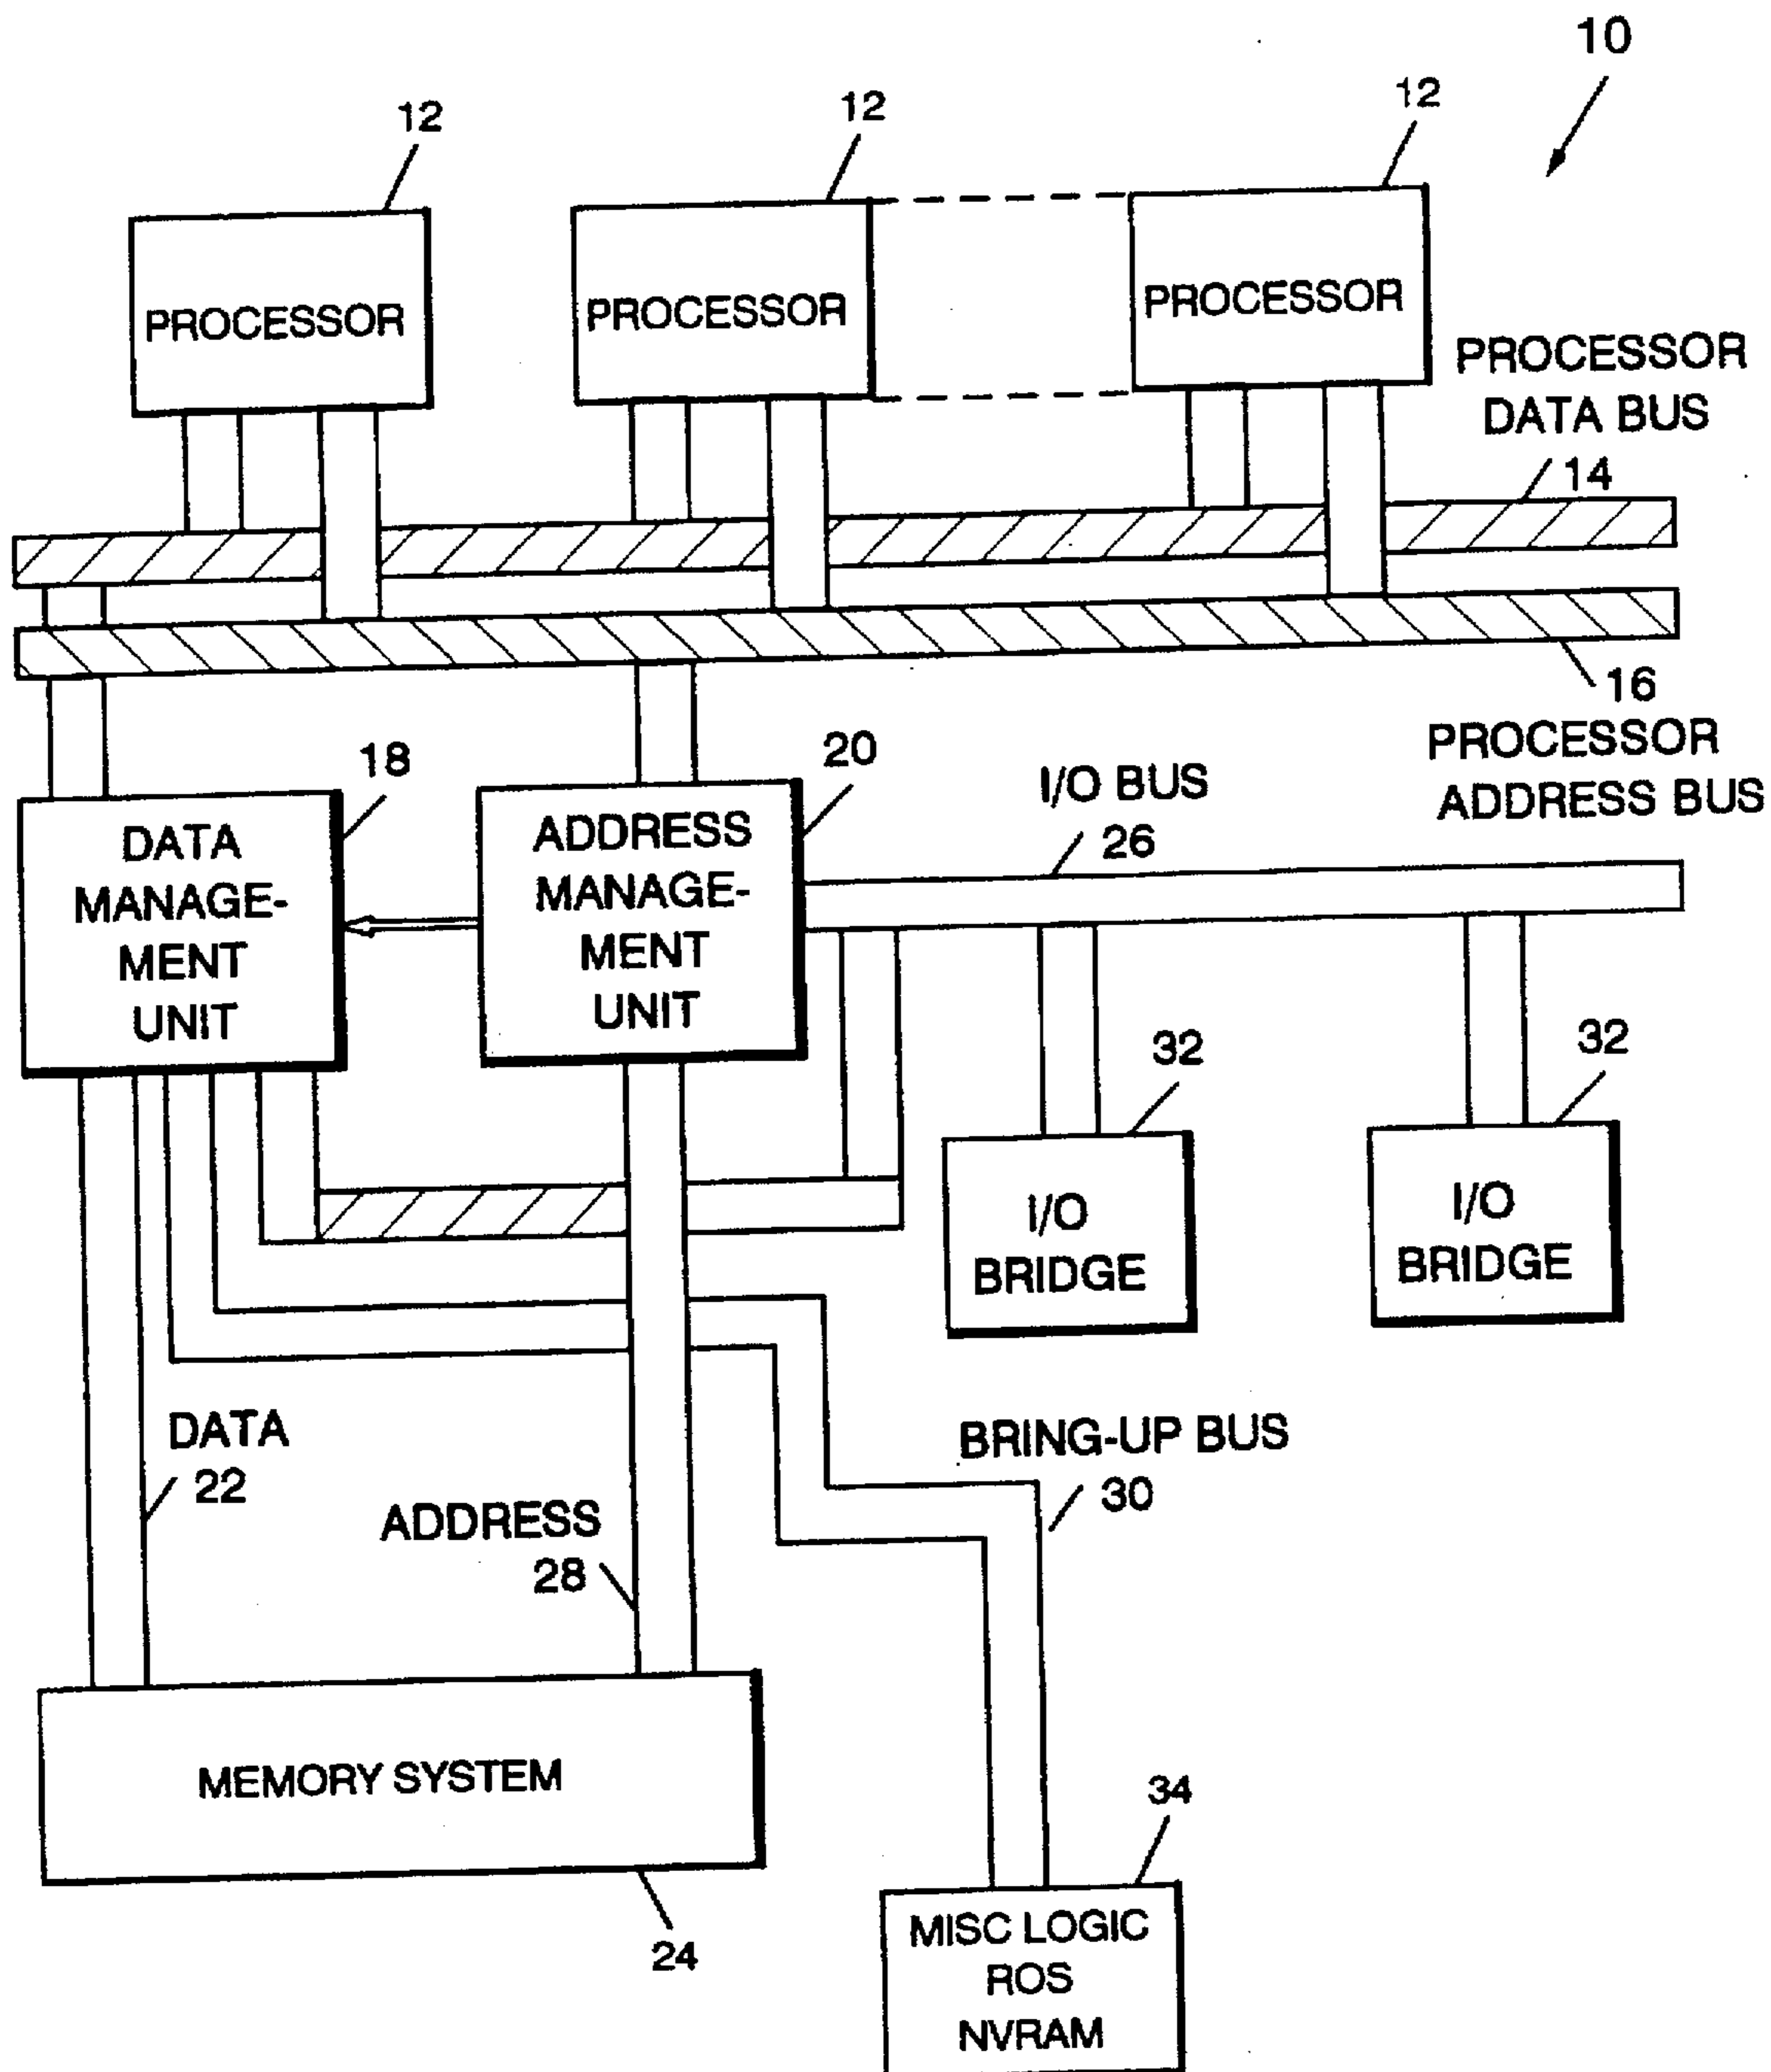 10
12
12
12
PROCESSOR
PROCESSOR
PROCESSOR
PROCESSOR
DATA BUS
14
16
PROCESSOR
ADDRESS BUS
18
20
I/O BUS
26
DATA
MANAGE-
MENT
UNIT
ADDRESS
MANAGE-
MENT
UNIT
32
32
I/O
BRIDGE
I/O
BRIDGE
DATA
22
ADDRESS
28
BRING-UP BUS
30
MEMORY SYSTEM
24
34
MISC LOGIC
ROS
NVRAM